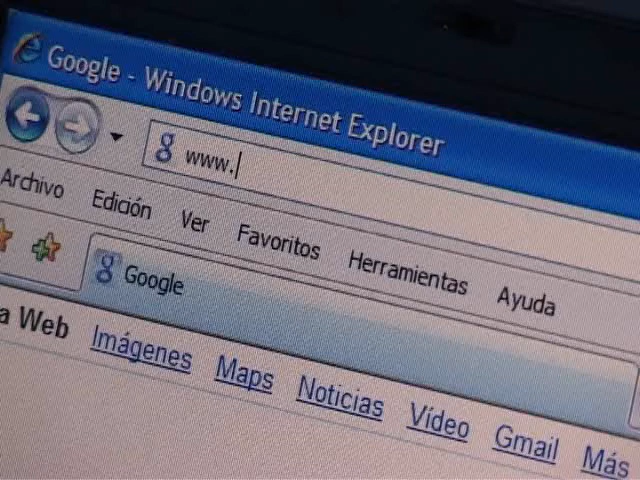 Google - Windows Internet Explorer
www.
Archivo Edición Ver Favoritos Herramientas Ayuda
Google
a Web Imágenes Maps Noticias Vídeo Gmail Más